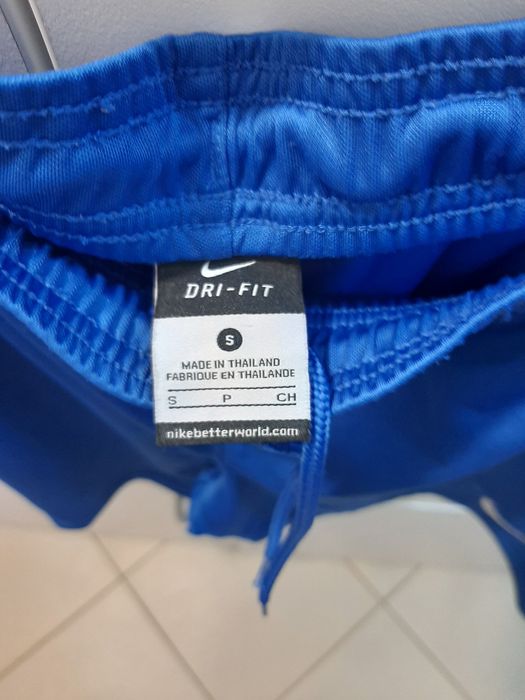 DRI-FIT
S
MADE IN THAILAND
FABRIQUE EN THAILANDE
S P CH
nikebetterworld.com